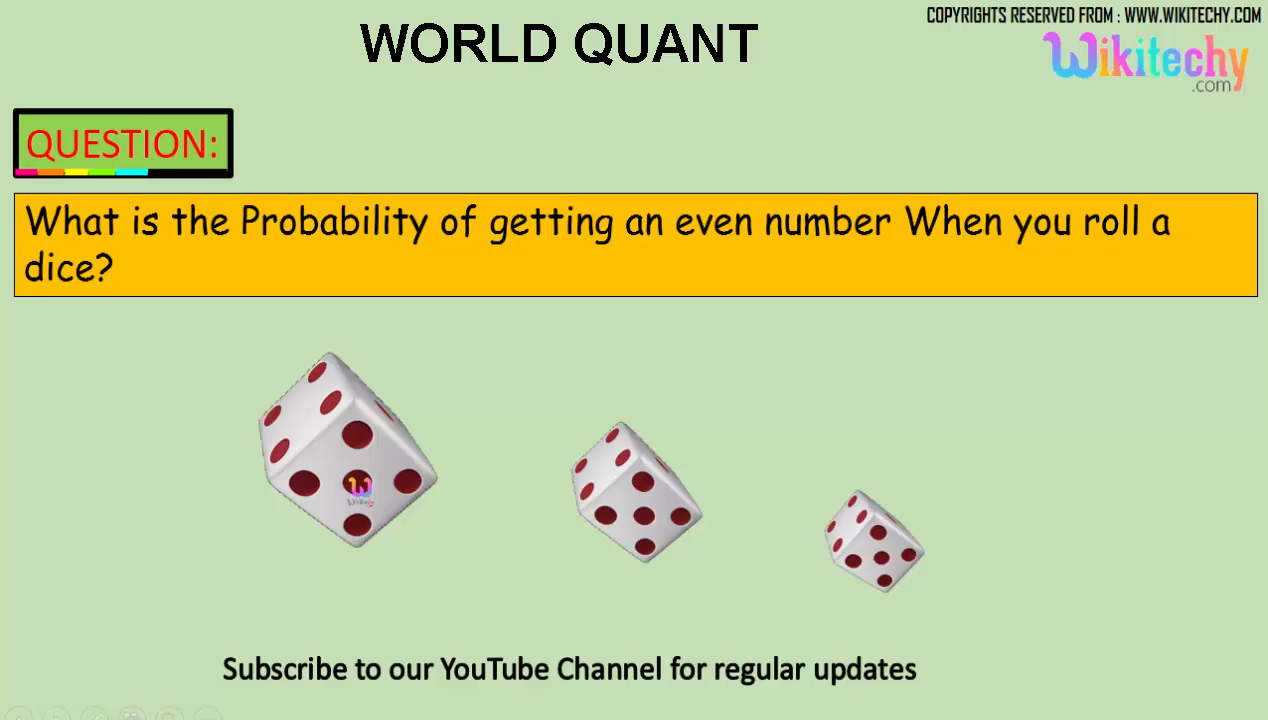 COPYRIGHTS RESERVED FROM : WWW.WIKITECHY.COM
WORLD QUANT
Wikitechy
.com
QUESTION:
What is the Probability of getting an even number When you roll a
dice?
Subscribe to our YouTube Channel for regular updates